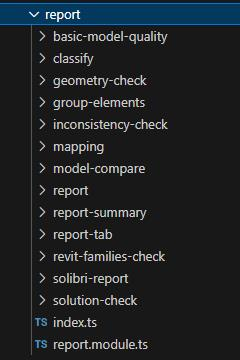 report
basic-model-quality
classify
geometry-check
group-elements
inconsistency-check
mapping
model-compare
report
report-summary
report-tab
revit-families-check
solibri-report
solution-check
TS index.ts
TS report.module.ts